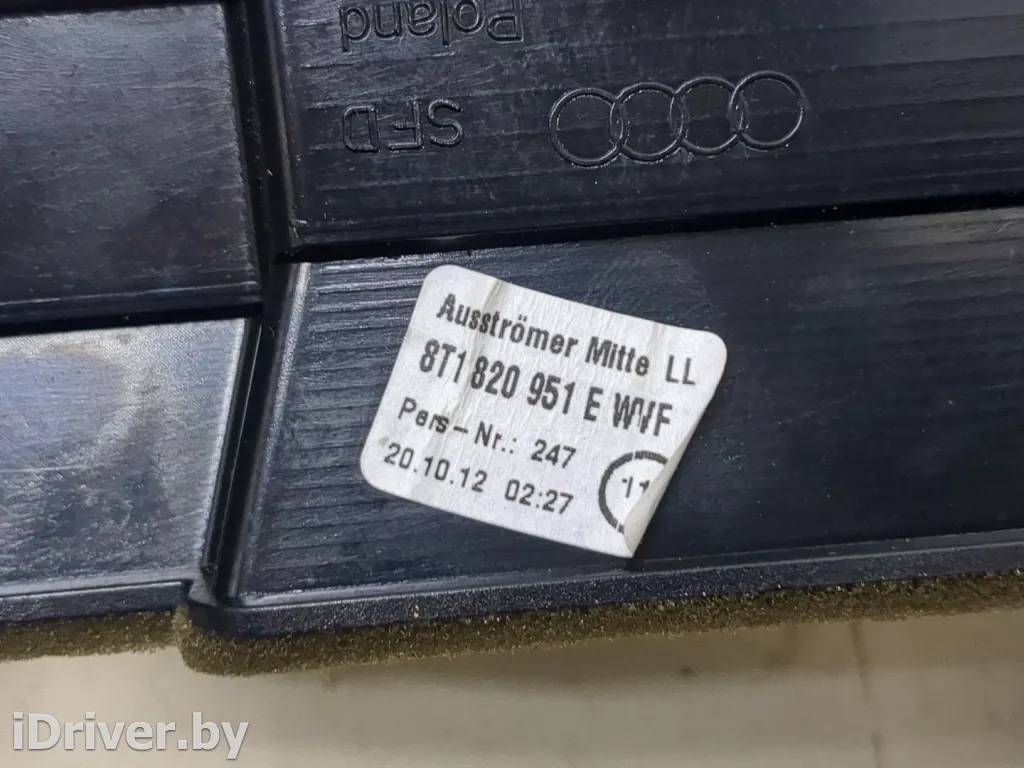 Poland
SFD
Ausströmer Mitte LL
8T1 820 951 E WVF
Pers-Nr.: 247
20.10.12 02:27
11
iDriver.by